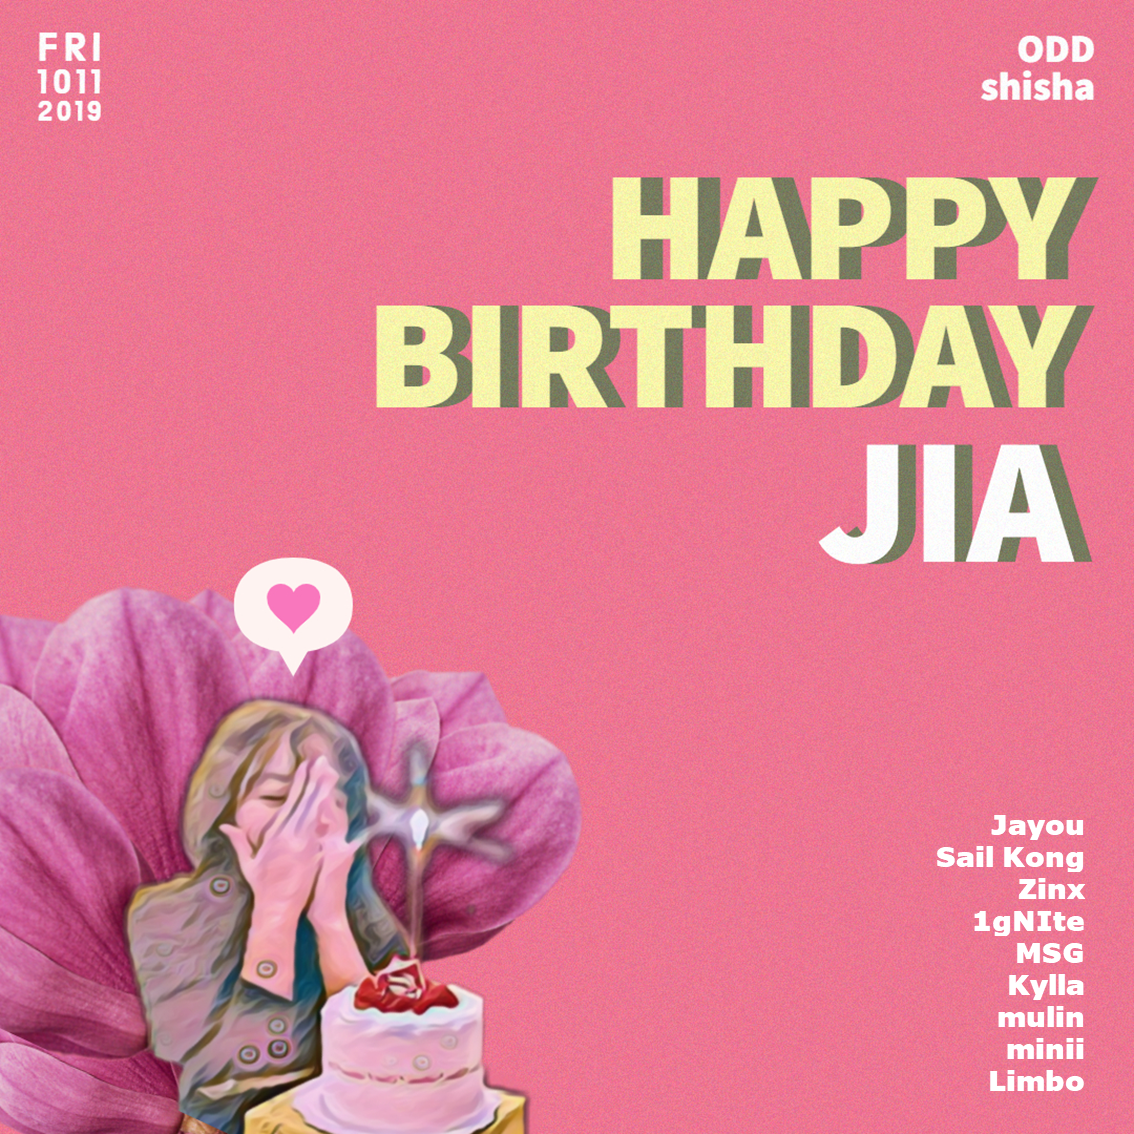 FRI
1011
2019
ODD
shisha
HAPPY
BIRTHDAY
JIA
Jayou
Sail Kong
Zinx
1gNIte
MSG
Kylla
mulin
minii
Limbo